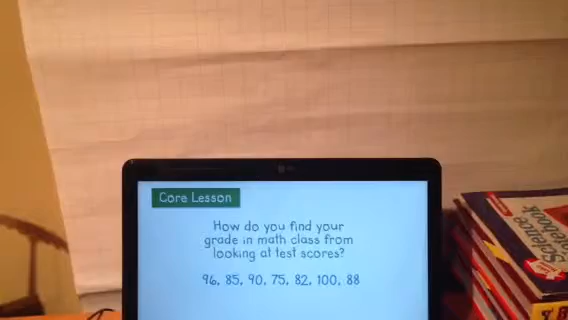 Core Lesson
How do you find your
grade in math class from
looking at test scores?
96, 85, 90, 75, 82, 100, 88
Science